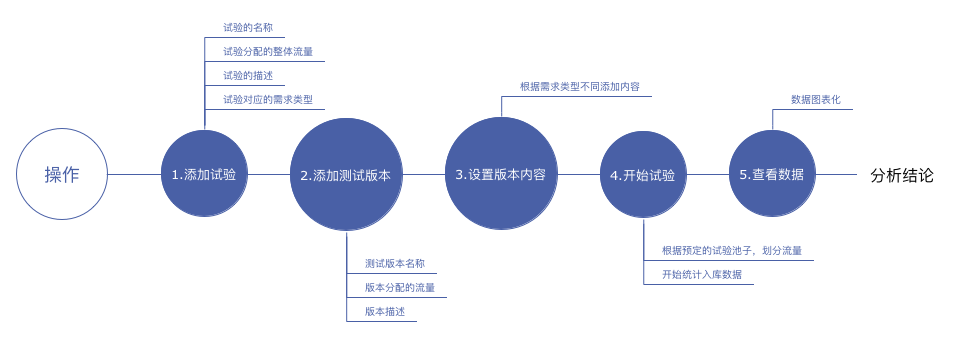 操作
试验的名称
试验分配的整体流量
试验的描述
试验对应的需求类型
1.添加试验
2.添加测试版本
测试版本名称
版本分配的流量
版本描述
根据需求类型不同添加内容
3.设置版本内容
4.开始试验
根据预定的试验池子，划分流量
开始统计入库数据
数据图表化
5.查看数据
分析结论